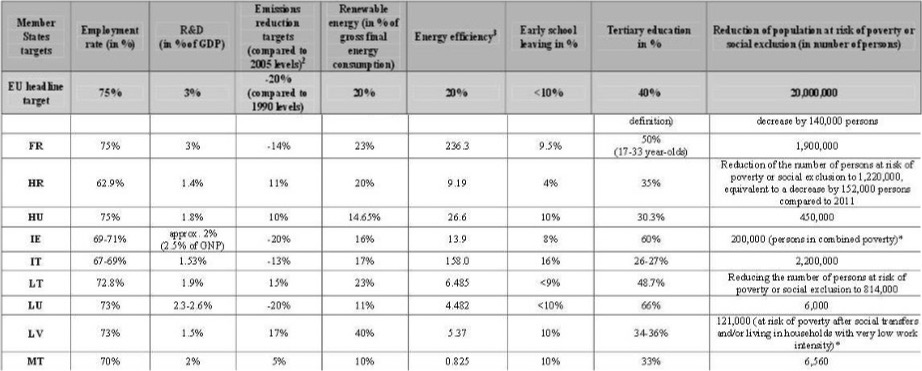 Member States targets | Employment rate (in %) | R&D (in % of GDP) | Emissions reduction targets (compared to 2005 levels)² | Renewable energy (in % of gross final energy consumption) | Energy efficiency³ | Early school leaving in % | Tertiary education in % | Reduction of population at risk of poverty or social exclusion (in number of persons)
EU headline target | 75% | 3% | -20% (compared to 1990 levels) | 20% | 20% | <10% | 40% | 20,000,000
definition) | decrease by 140,000 persons
FR | 75% | 3% | -14% | 23% | 236.3 | 9.5% | 50% (17-33 year-olds) | 1,900,000
HR | 62.9% | 1.4% | 11% | 20% | 9.19 | 4% | 35% | Reduction of the number of persons at risk of poverty or social exclusion to 1,220,000, equivalent to a decrease by 152,000 persons compared to 2011
HU | 75% | 1.8% | 10% | 14.65% | 26.6 | 10% | 30.3% | 450,000
IE | 69-71% | approx. 2% (2.5% of GNP) | -20% | 16% | 13.9 | 8% | 60% | 200,000 (persons in combined poverty)*
IT | 67-69% | 1.53% | -13% | 17% | 158.0 | 16% | 26-27% | 2,200,000
LT | 72.8% | 1.9% | 15% | 23% | 6.485 | <9% | 48.7% | Reducing the number of persons at risk of poverty or social exclusion to 814,000
LU | 73% | 2.3-2.6% | -20% | 11% | 4.482 | <10% | 66% | 6,000
LV | 73% | 1.5% | 17% | 40% | 5.37 | 10% | 34-36% | 121,000 (at risk of poverty after social transfers and/or living in households with very low work intensity)*
MT | 70% | 2% | 5% | 10% | 0.825 | 10% | 33% | 6,560